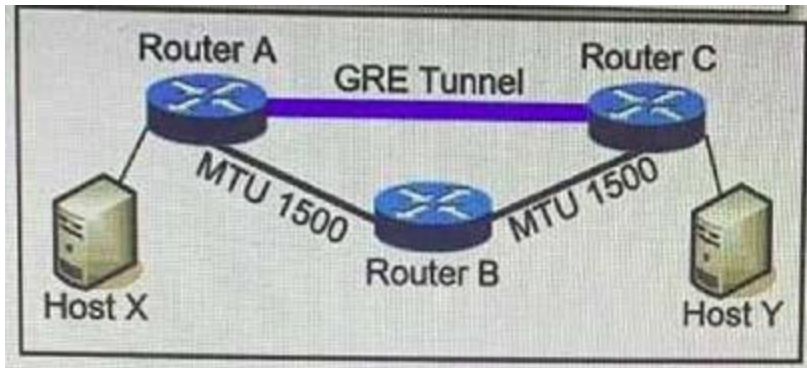 Router A
GRE Tunnel
Router C
MTU 1500
MTU 1500
Router B
Host X
Host Y